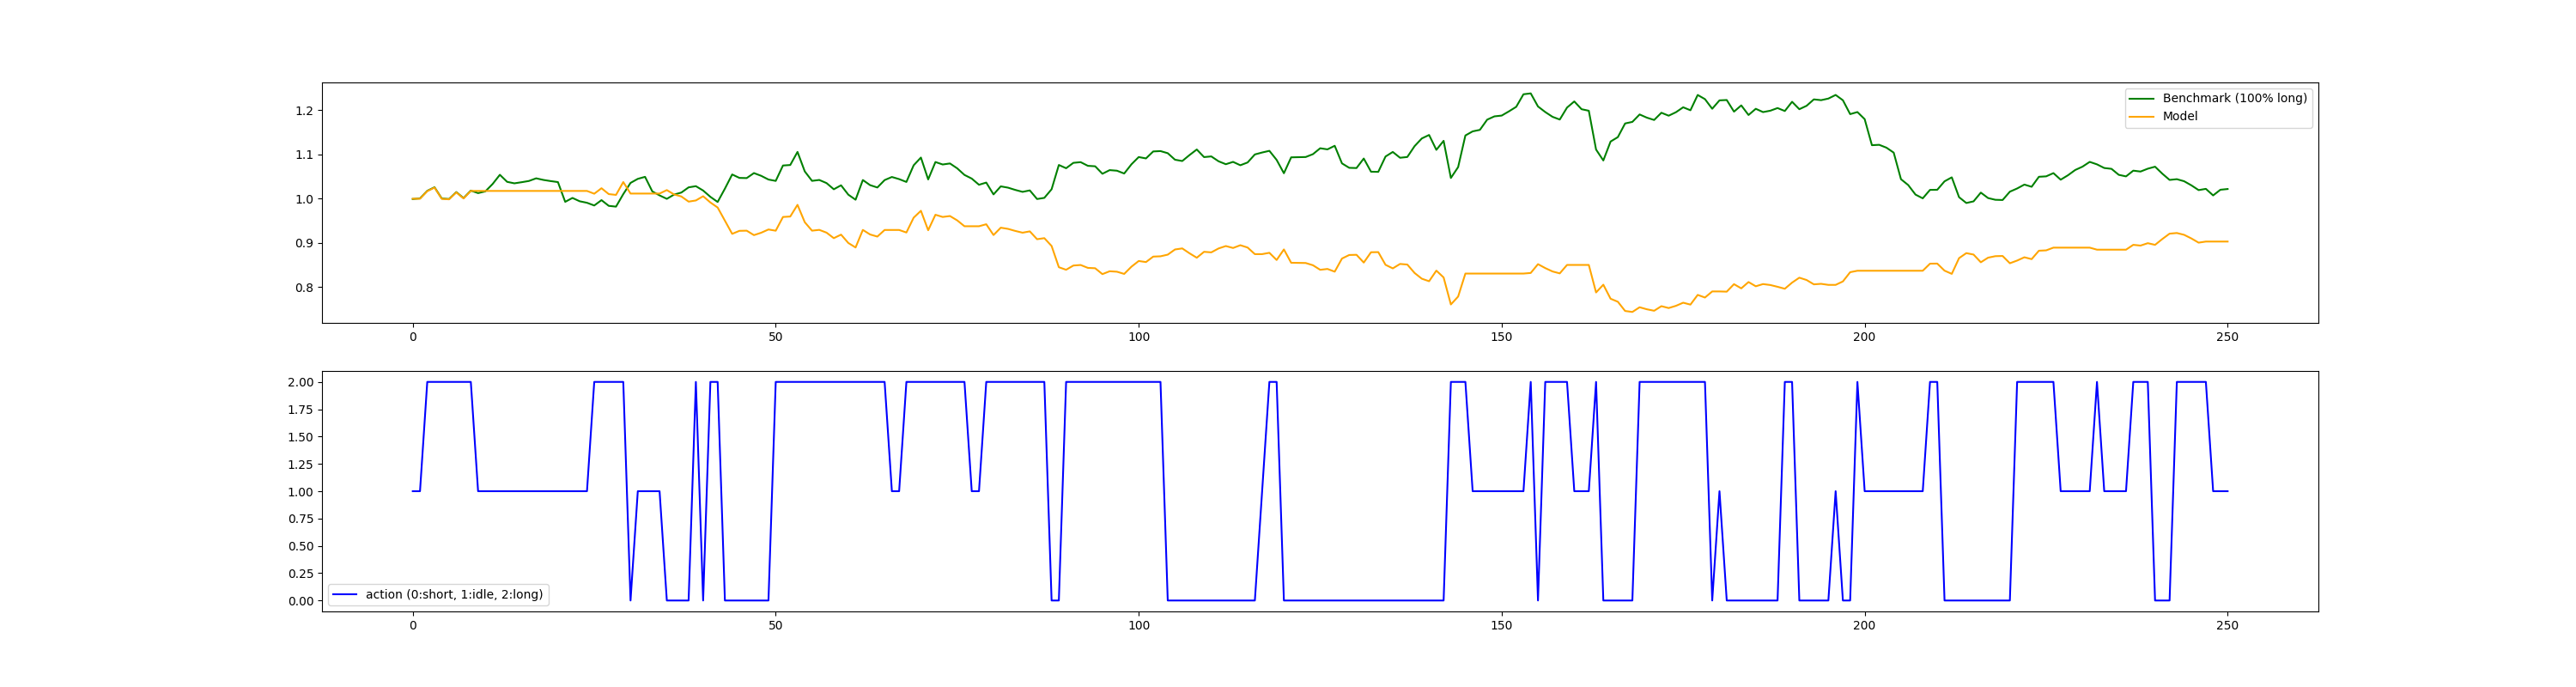 1.2
1.1
1.0
0.9
0.8
Benchmark (100% long)
Model
0 50 100 150 200 250
2.00
1.75
1.50
1.25
1.00
0.75
0.50
0.25
0.00
action (0:short, 1:idle, 2:long)
0 50 100 150 200 250